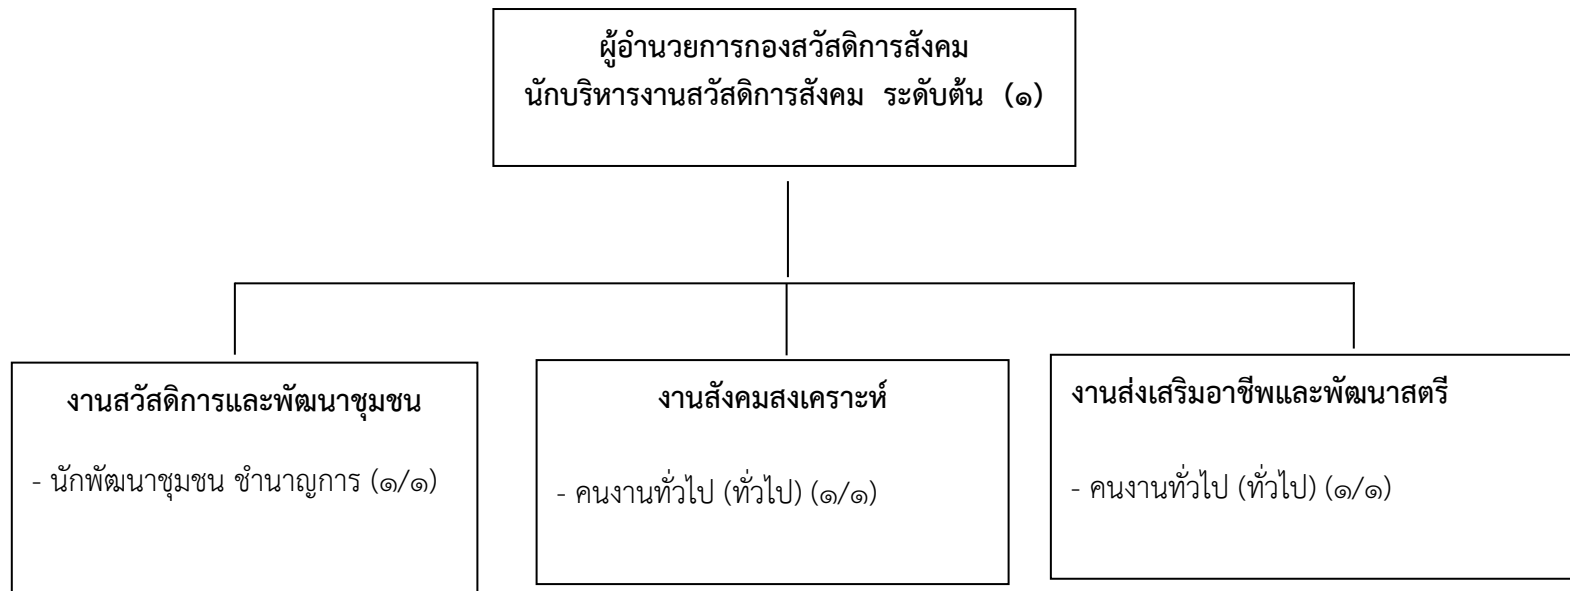 ผู้อำนวยการกองสวัสดิการสังคม
นักบริหารงานสวัสดิการสังคม ระดับต้น (๑)
งานสวัสดิการและพัฒนาชุมชน
- นักพัฒนาชุมชน ชำนาญการ (๑/๑)
งานสังคมสงเคราะห์
- คนงานทั่วไป (ทั่วไป) (๑/๑)
งานส่งเสริมอาชีพและพัฒนาสตรี
- คนงานทั่วไป (ทั่วไป) (๑/๑)